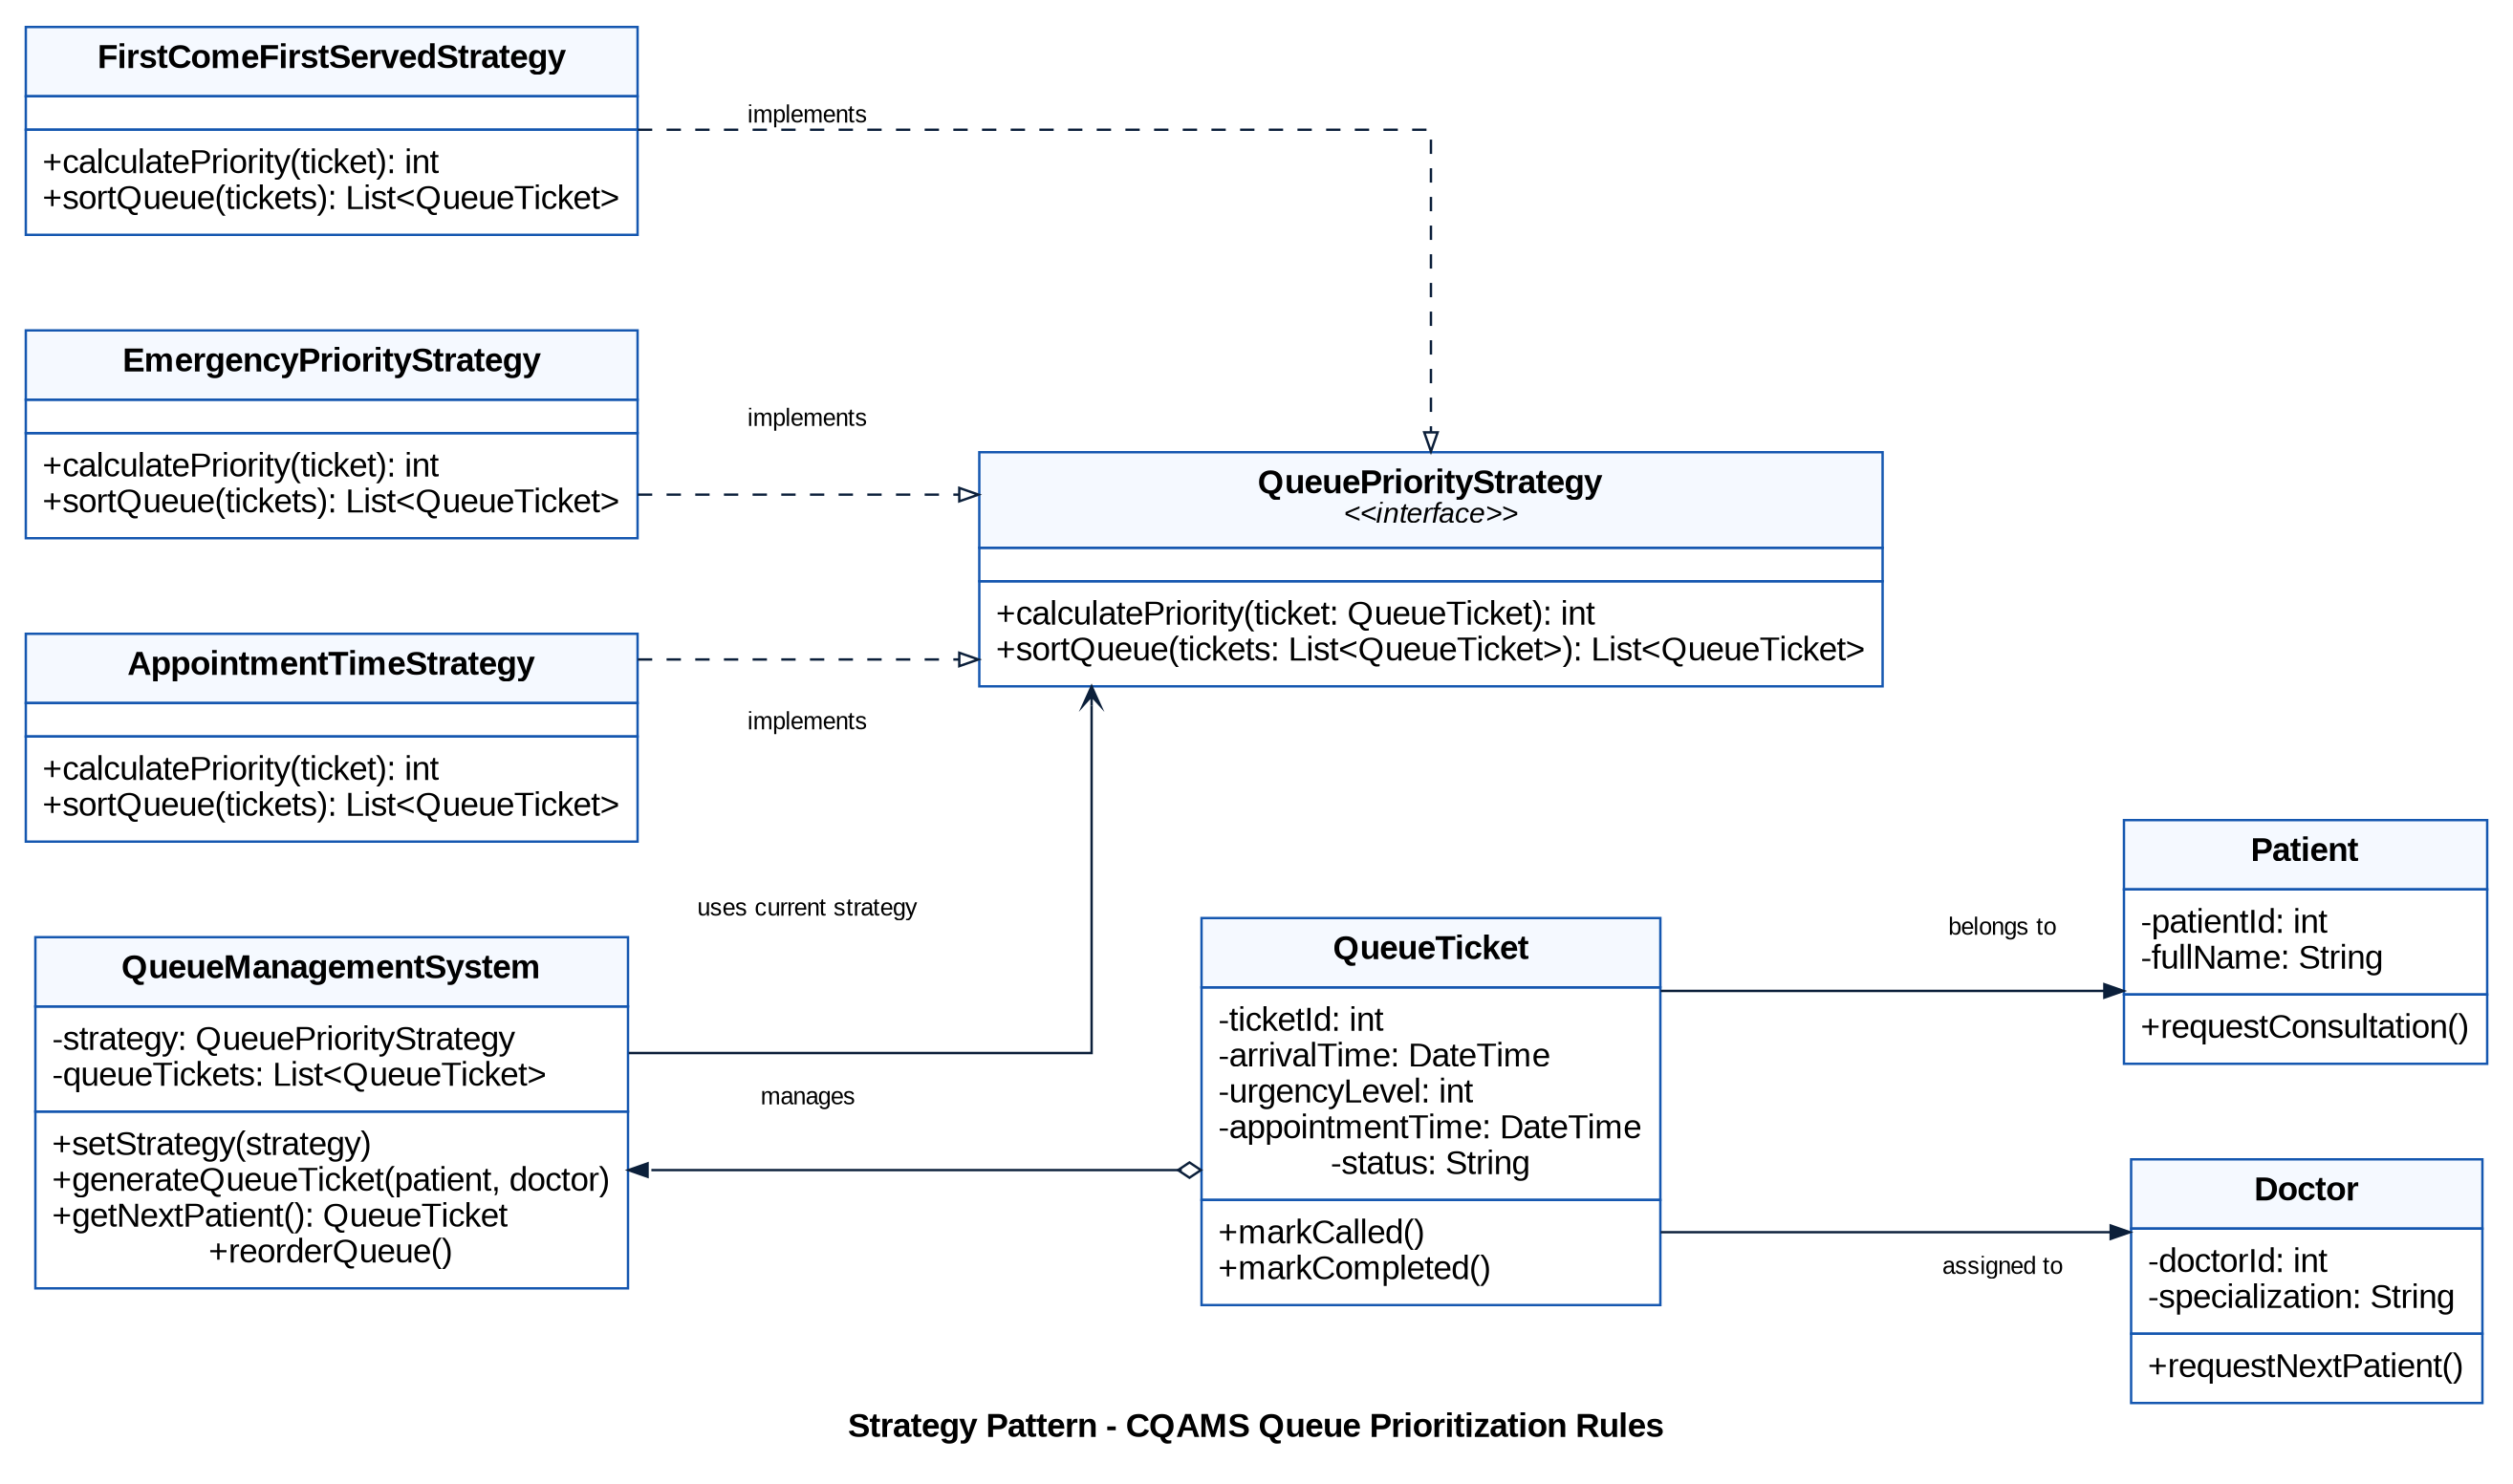 FirstComeFirstServedStrategy
+calculatePriority(ticket): int
+sortQueue(tickets): List<QueueTicket>
implements
EmergencyPriorityStrategy
+calculatePriority(ticket): int
+sortQueue(tickets): List<QueueTicket>
implements
QueuePriorityStrategy
<<interface>>
+calculatePriority(ticket: QueueTicket): int
+sortQueue(tickets: List<QueueTicket>): List<QueueTicket>
AppointmentTimeStrategy
+calculatePriority(ticket): int
+sortQueue(tickets): List<QueueTicket>
implements
uses current strategy
QueueManagementSystem
-strategy: QueuePriorityStrategy
-queueTickets: List<QueueTicket>
+setStrategy(strategy)
+generateQueueTicket(patient, doctor)
+getNextPatient(): QueueTicket
+reorderQueue()
manages
QueueTicket
-ticketId: int
-arrivalTime: DateTime
-urgencyLevel: int
-appointmentTime: DateTime
-status: String
+markCalled()
+markCompleted()
belongs to
Patient
-patientId: int
-fullName: String
+requestConsultation()
assigned to
Doctor
-doctorId: int
-specialization: String
+requestNextPatient()
Strategy Pattern - CQAMS Queue Prioritization Rules